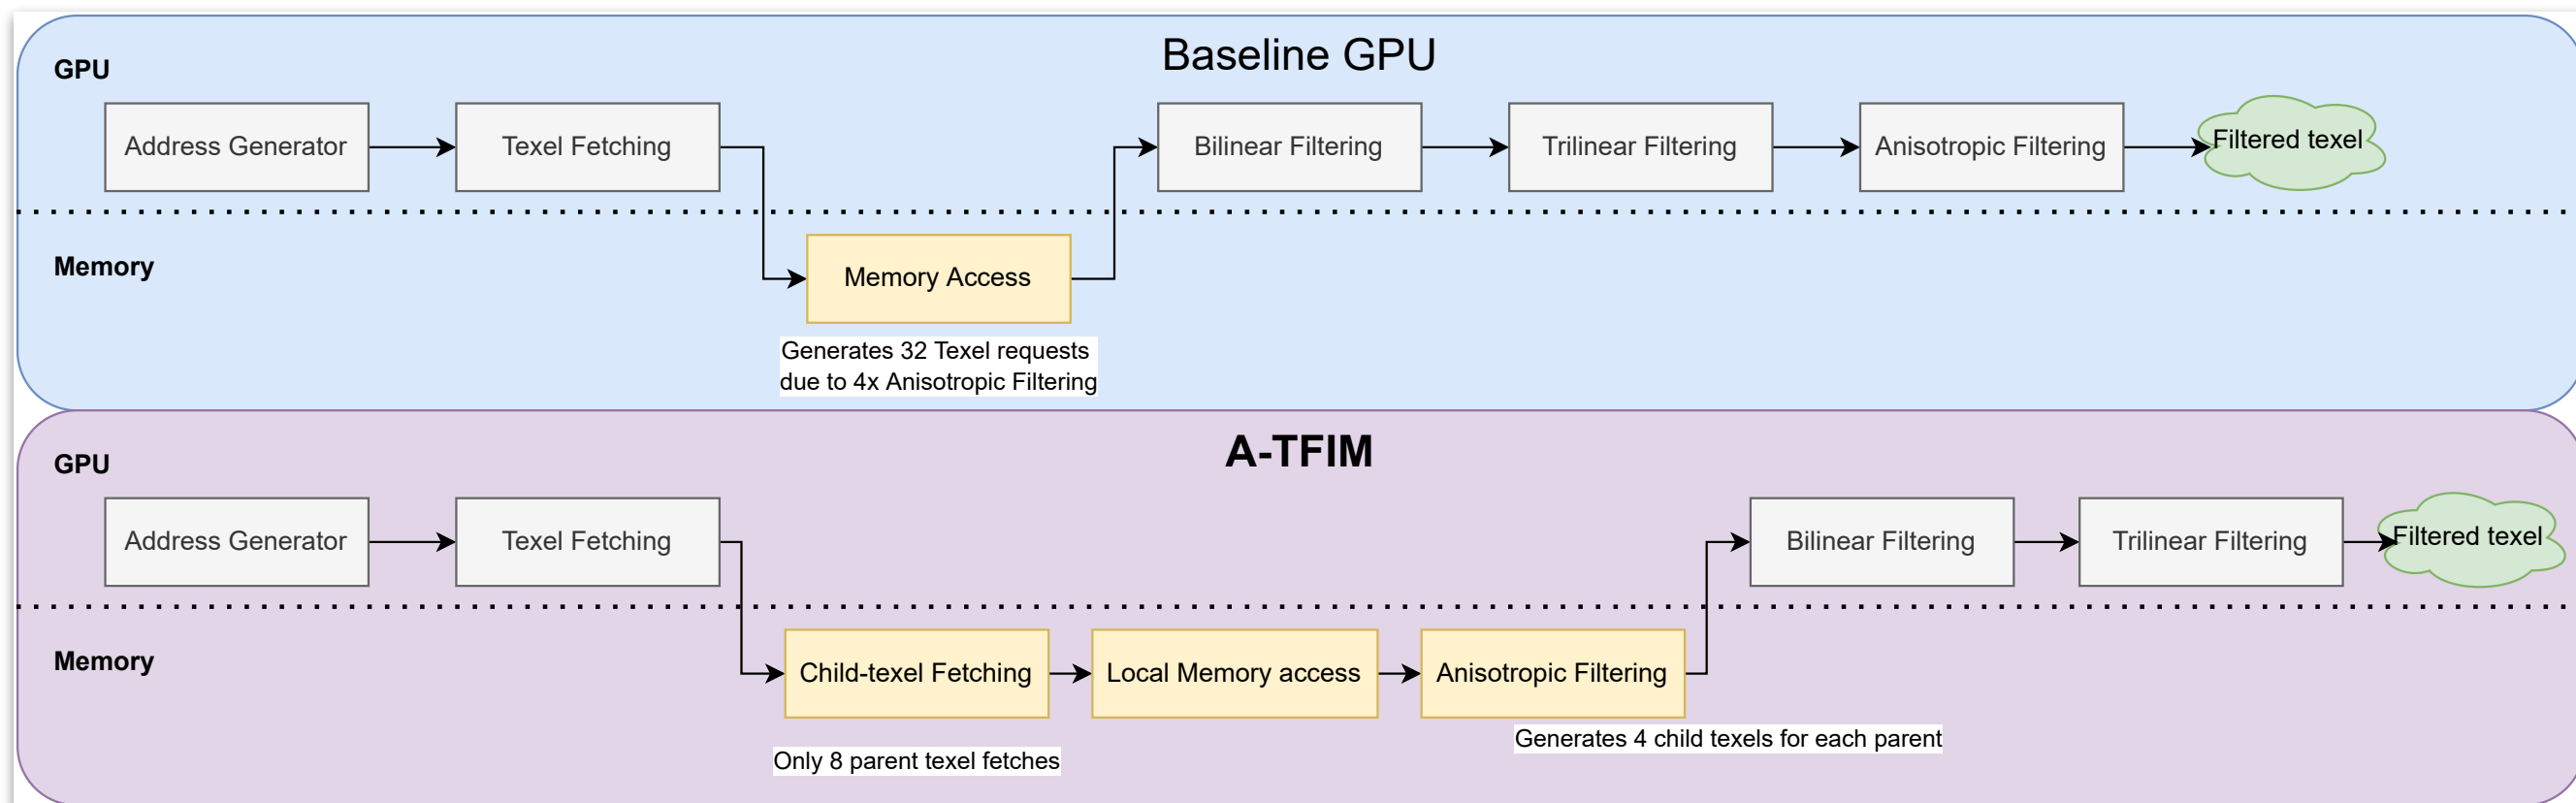 Baseline GPU
GPU
Address Generator
Texel Fetching
Bilinear Filtering
Trilinear Filtering
Anisotropic Filtering
Filtered texel
Memory
Memory Access
Generates 32 Texel requests
due to 4x Anisotropic Filtering
A-TFIM
GPU
Address Generator
Texel Fetching
Bilinear Filtering
Trilinear Filtering
Filtered texel
Memory
Child-texel Fetching
Local Memory access
Anisotropic Filtering
Generates 4 child texels for each parent
Only 8 parent texel fetches